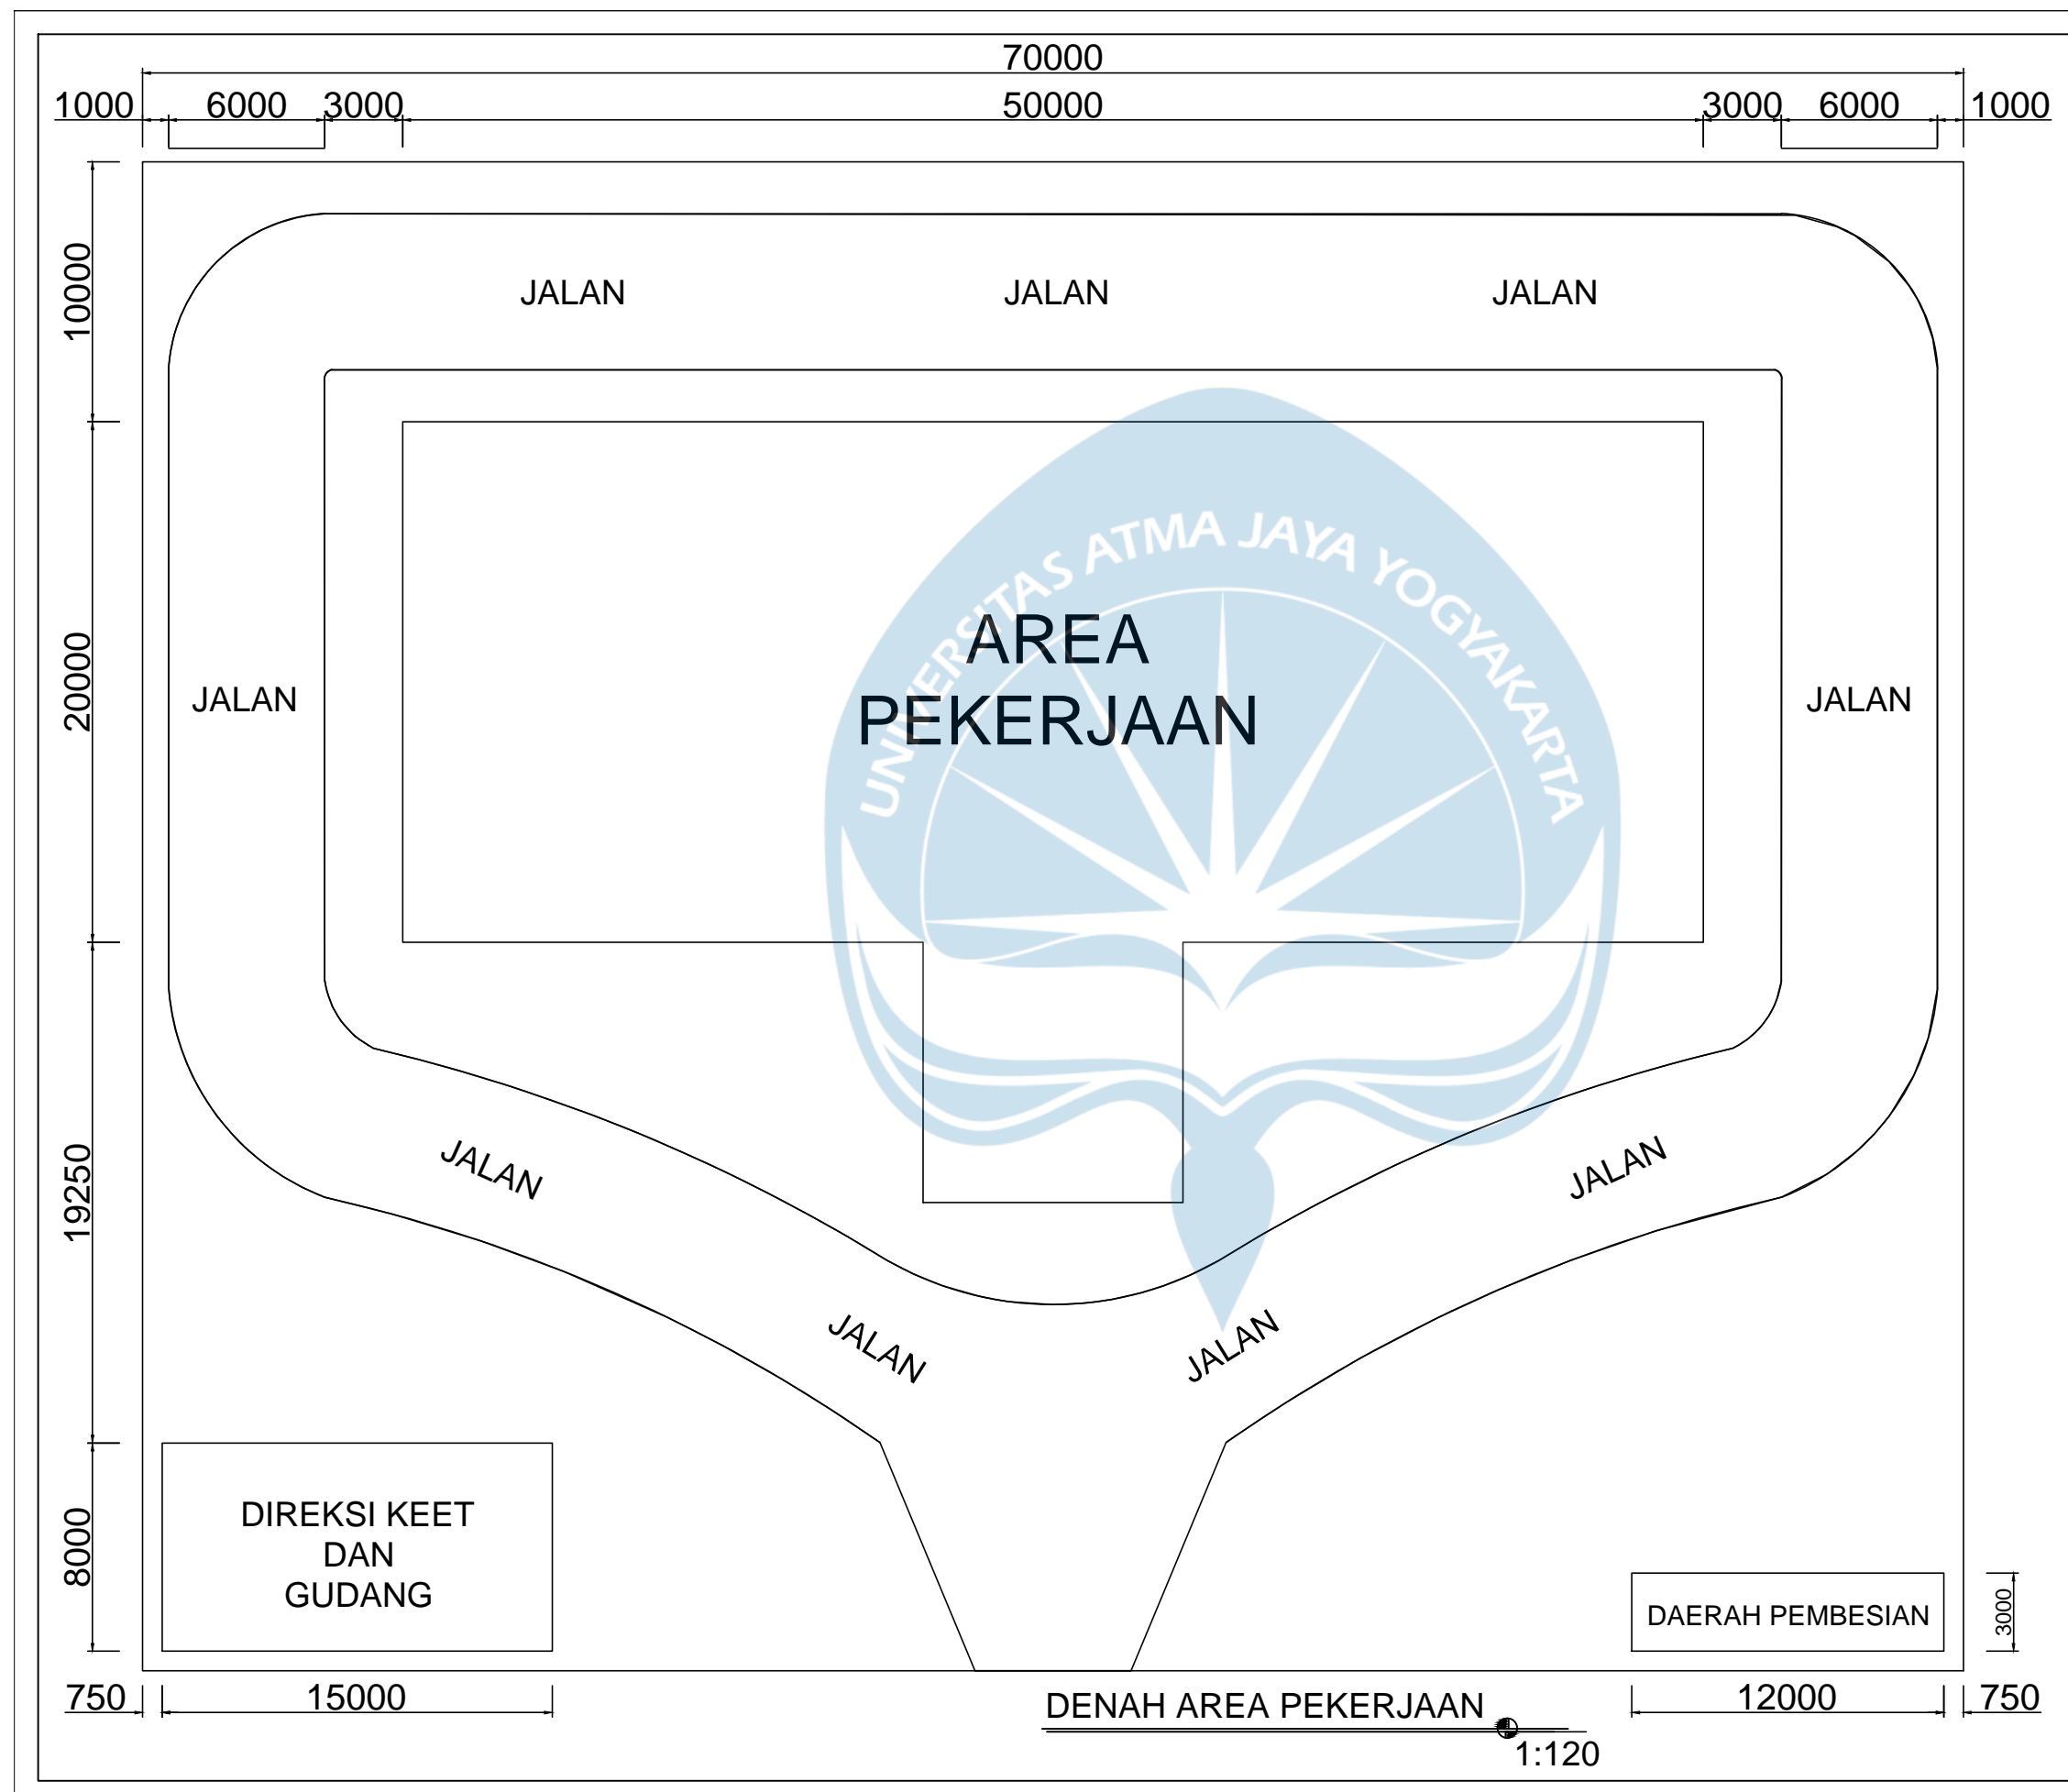 70000
1000 6000 3000 50000 3000 6000 1000
10000
JALAN JALAN JALAN
UNIVERSITAS ATMA JAYA YOGYAKARTA
AREA
PEKERJAAN
20000
JALAN JALAN
19250
JALAN JALAN
JALAN JALAN
8000
DIREKSI KEET
DAN
GUDANG
DAERAH PEMBESIAN
3000
750 15000 12000 750
DENAH AREA PEKERJAAN
1:120